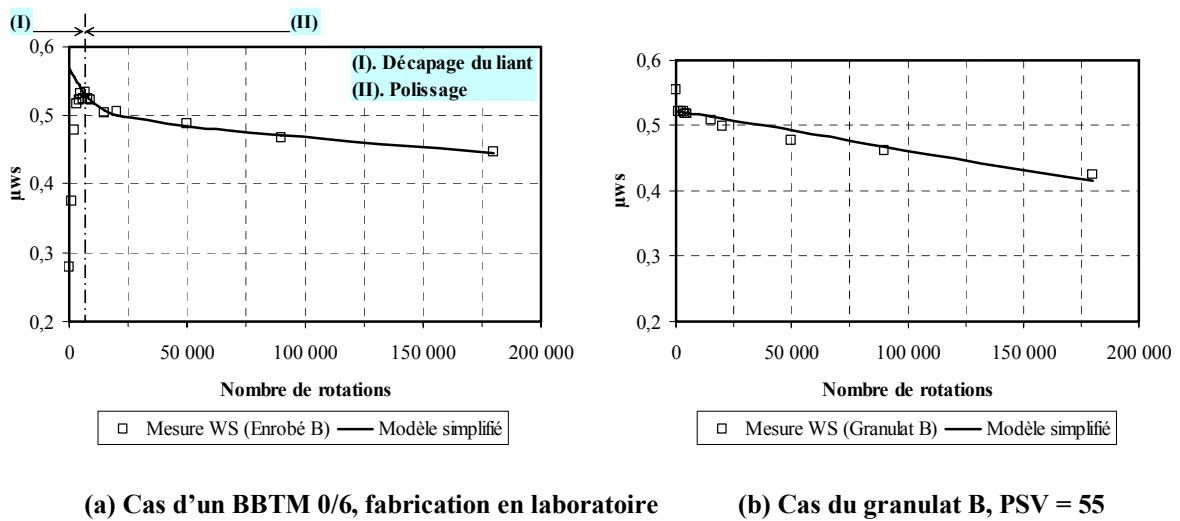 (I)
(II)
(I). Décapage du liant
(II). Polissage
0,6
0,5
0,4
0,3
0,2
µws
0
50 000
100 000
150 000
200 000
Nombre de rotations
Mesure WS (Enrobé B)
Modèle simplifié
0,6
0,5
0,4
0,3
0,2
µws
0
50 000
100 000
150 000
200 000
Nombre de rotations
Mesure WS (Granulat B)
Modèle simplifié
(a) Cas d’un BBTM 0/6, fabrication en laboratoire
(b) Cas du granulat B, PSV = 55